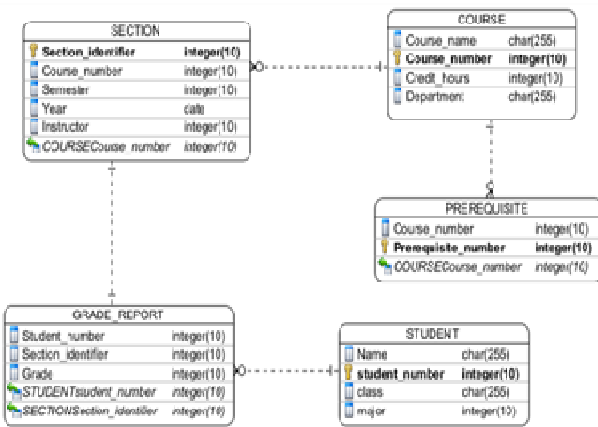 SECTION
Section_identifier integer(10)
Course_number integer(10)
Semester integer(10)
Year date
Instructor integer(10)
COURSECourse_number integer(10)
COURSE
Course_name char(255)
Course_number integer(10)
Credit_hours integer(10)
Department char(255)
PREREQUISITE
Course_number integer(10)
Prerequisite_number integer(10)
COURSECourse_number integer(10)
GRADE_REPORT
Student_number integer(10)
Section_identifier integer(10)
Grade integer(10)
STUDENTstudent_number integer(10)
SECTIONSection_identifier integer(10)
STUDENT
Name char(255)
student_number integer(10)
class char(255)
major integer(10)